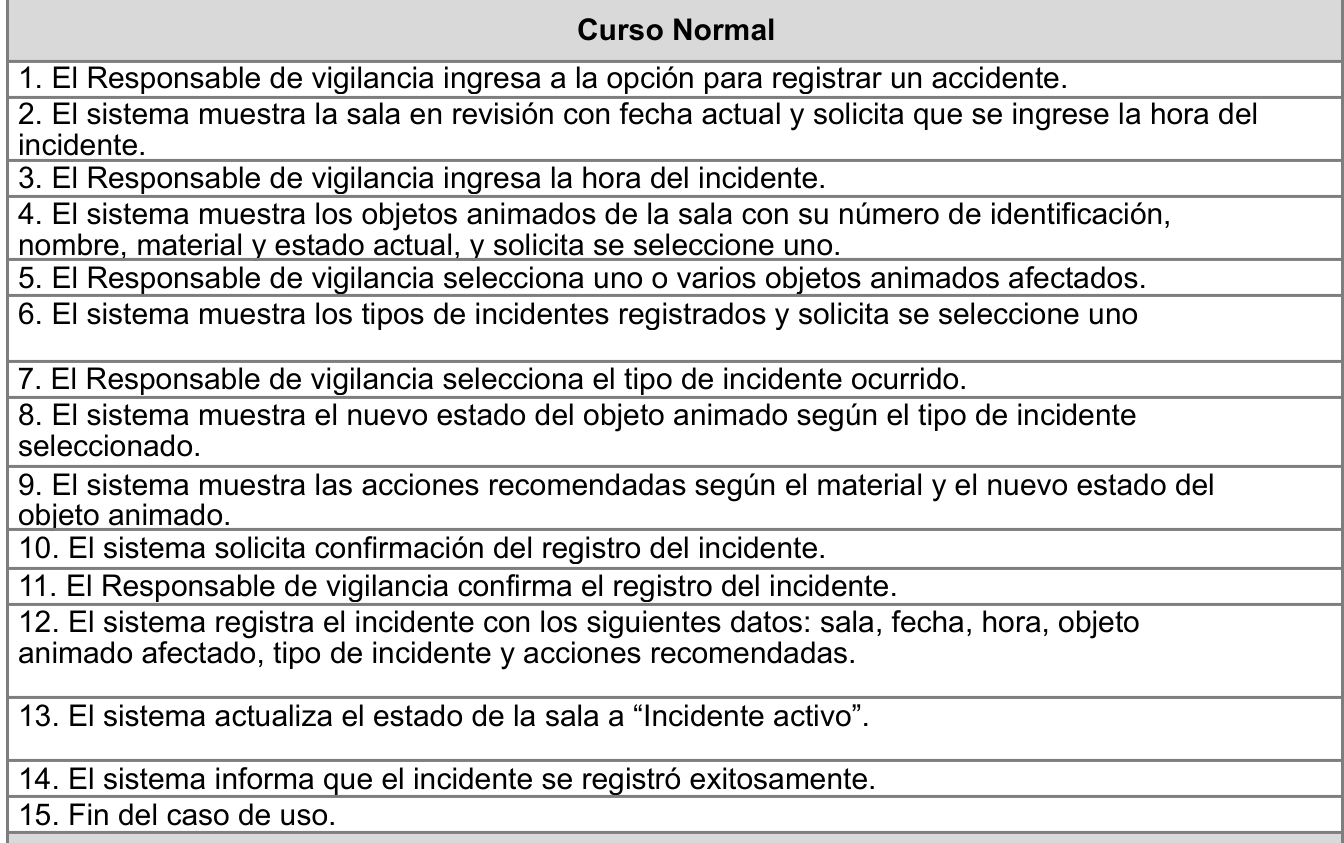 Curso Normal
1. El Responsable de vigilancia ingresa a la opción para registrar un accidente.
2. El sistema muestra la sala en revisión con fecha actual y solicita que se ingrese la hora del
incidente.
3. El Responsable de vigilancia ingresa la hora del incidente.
4. El sistema muestra los objetos animados de la sala con su número de identificación,
nombre, material y estado actual, y solicita se seleccione uno.
5. El Responsable de vigilancia selecciona uno o varios objetos animados afectados.
6. El sistema muestra los tipos de incidentes registrados y solicita se seleccione uno
7. El Responsable de vigilancia selecciona el tipo de incidente ocurrido.
8. El sistema muestra el nuevo estado del objeto animado según el tipo de incidente
seleccionado.
9. El sistema muestra las acciones recomendadas según el material y el nuevo estado del
objeto animado.
10. El sistema solicita confirmación del registro del incidente.
11. El Responsable de vigilancia confirma el registro del incidente.
12. El sistema registra el incidente con los siguientes datos: sala, fecha, hora, objeto
animado afectado, tipo de incidente y acciones recomendadas.
13. El sistema actualiza el estado de la sala a “Incidente activo”.
14. El sistema informa que el incidente se registró exitosamente.
15. Fin del caso de uso.